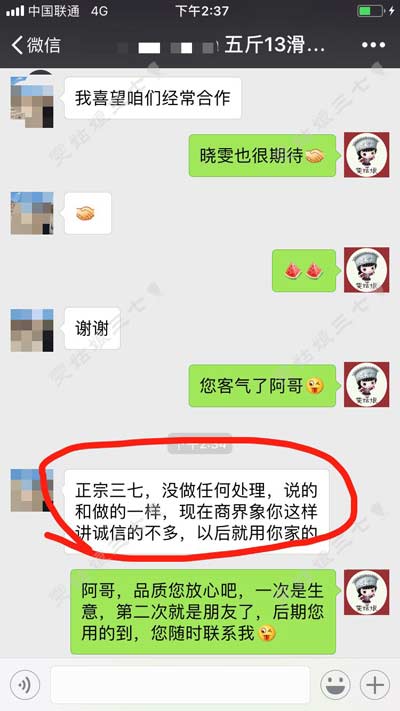 中国联通 4G 下午2:37
微信 五斤13滑...
我喜望咱们经常合作
晓雯也很期待🤝
🤝
🍉🍉
谢谢
您客气了阿哥😜
下午2:34
正宗三七，没做任何处理，说的
和做的一样，现在商界象你这样
讲诚信的不多，以后就用你家的
阿哥，品质您放心吧，一次是生
意，第二次就是朋友了，后期您
用的到，您随时联系我😜
雯姑娘三七